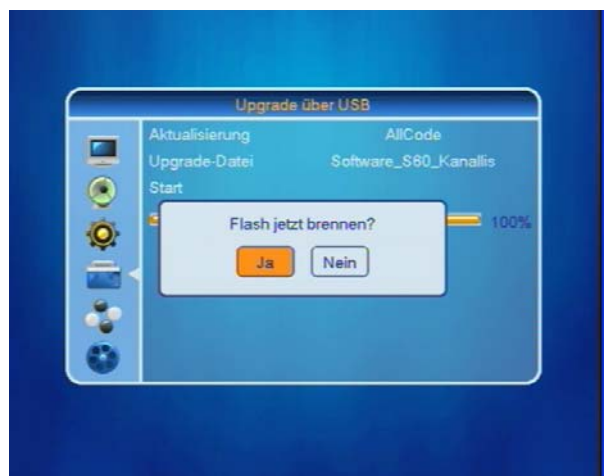 Upgrade über USB
Aktualisierung AllCode
Upgrade-Datei Software_S60_Kanallis
Start
100%
Flash jetzt brennen?
Ja Nein